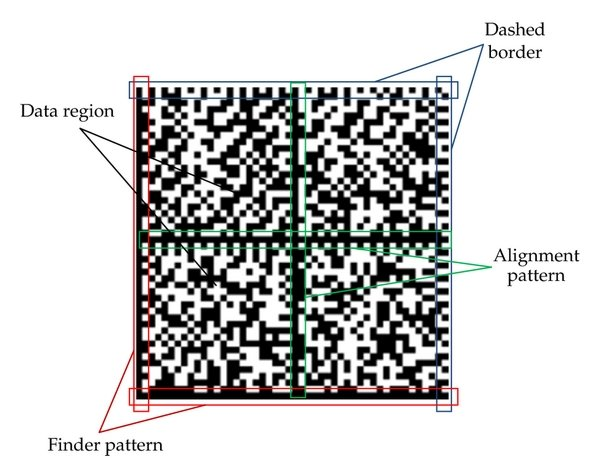 Dashed
border
Data region
Alignment
pattern
Finder pattern